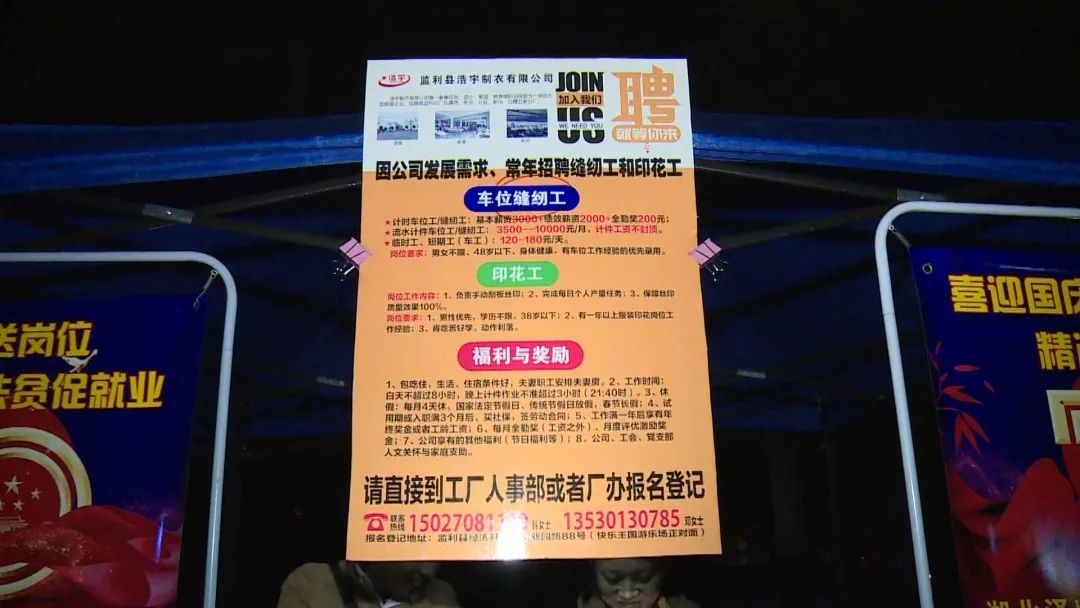 浩宇
监利县浩宇制衣有限公司
JOIN
加入我们
US
WE NEED YOU
聘
就等你来
因公司发展需求、常年招聘缝纫工和印花工
车位缝纫工
★计时车位工/缝纫工：基本薪资3000+绩效薪资2000+全勤奖200元；
★流水计件车位工/缝纫工：3500----10000元/月，计件工资不封顶。
★临时工、短期工（车工）：120-180元/天。
岗位要求：男女不限、48岁以下、身体健康，有车位工作经验的优先录用。
印花工
岗位工作内容：1、负责手动刮板丝印；2、完成每日个人产量任务；3、保障丝印
质量效果100%。
岗位要求：1、男性优先，学历不限，38岁以下；2、有一年以上服装印花岗位工
作经验；3、肯吃苦好学、动作利落。
福利与奖励
1、包吃住，生活、住宿条件好，夫妻职工安排夫妻房。2、工作时间：
白天不超过8小时，晚上计件作业不准超过3小时（21:40时）。3、休
假：每月4天休，国家法定节假日、传统节假日放假，春节长假；4、试
用期或入职满3个月后，买社保，签劳动合同；5、工作满一年后享有年
终奖金或者工龄工资；6、每月全勤奖（工资之外）、月度评优激励奖
金；7、公司享有的其他福利（节日福利等）；8、公司、工会、党支部
人文关怀与家庭支助。
请直接到工厂人事部或者厂办报名登记
联系
热线
15027081 女士 13530130785 邓女士
报名登记地址：监利县经济 路88号（快乐王国游乐场正对面）
送岗位
扶贫促就业
喜迎国庆
精